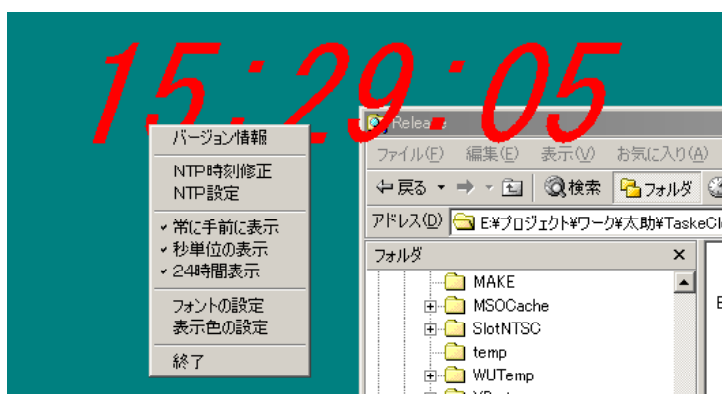 15:29:05
バージョン情報
NTP時刻修正
NTP設定
✓ 常に手前に表示
✓ 秒単位の表示
✓ 24時間表示
フォントの設定
表示色の設定
終了
Release
ファイル(F) 編集(E) 表示(V) お気に入り(A)
戻る 検索 フォルダ
アドレス(D) E:¥プロジェクト¥ワーク¥太助¥TaskeCl
フォルダ ×
MAKE
MSOCache
SlotNTSC
temp
WUTemp